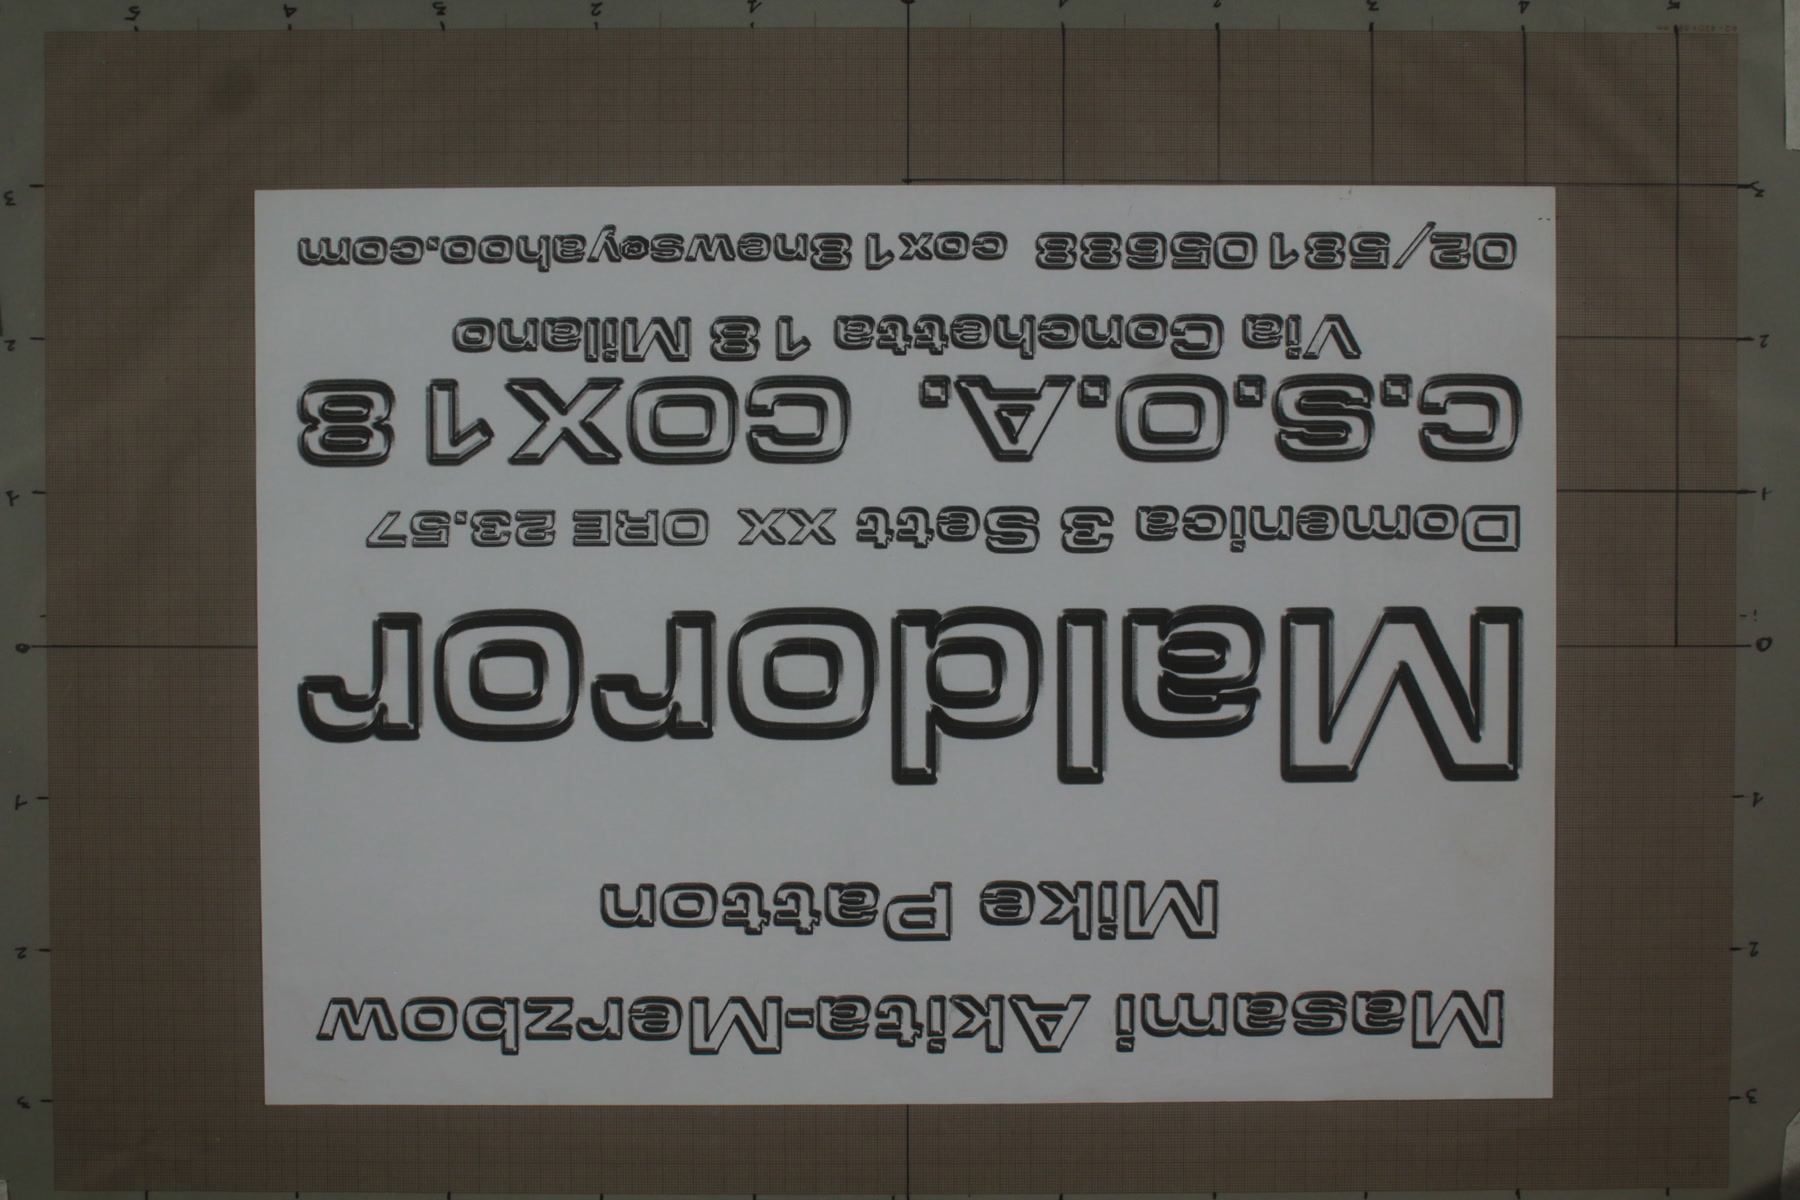 Masami Akita-Merzbow
Mike Patton
Maldoror
Domenica 3 Sett XX ORE 23.57
C.S.O.A. COX18
Via Conchetta 18 Milano
02/58105688 cox18news@yahoo.com